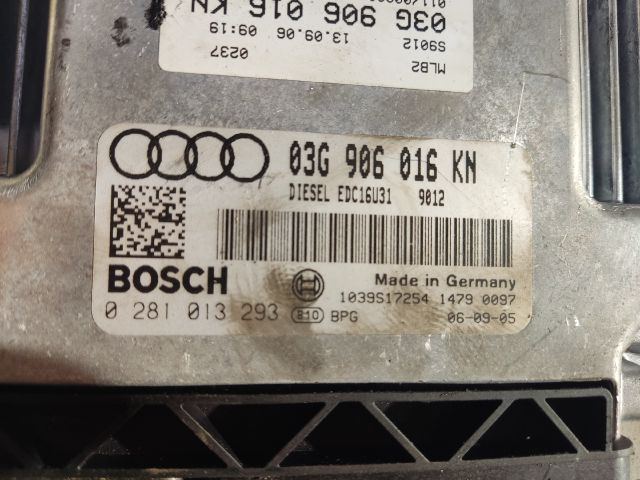 MLB2
0237
S9012
13.09.06 09:19
03G 906 016 KN
03G 906 016 KN
DIESEL EDC16U31 9012
BOSCH
Made in Germany
1039S17254 1479 0097
0 281 013 293 810 BPG 06-09-05